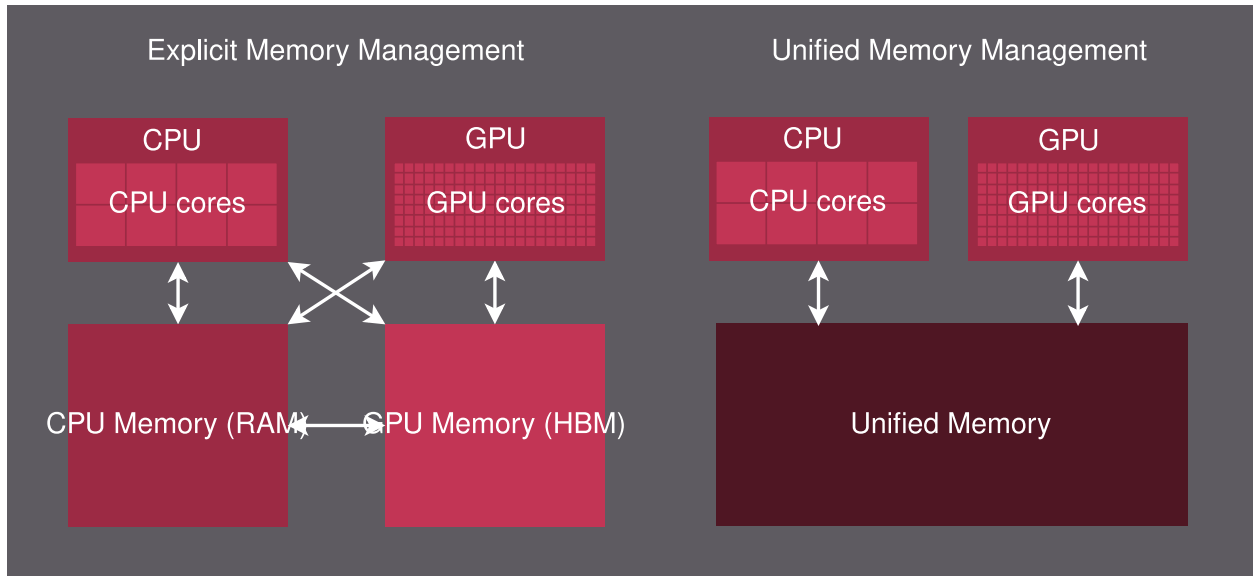 Explicit Memory Management
Unified Memory Management
CPU
CPU cores
GPU
GPU cores
CPU Memory (RAM)
GPU Memory (HBM)
CPU
CPU cores
GPU
GPU cores
Unified Memory